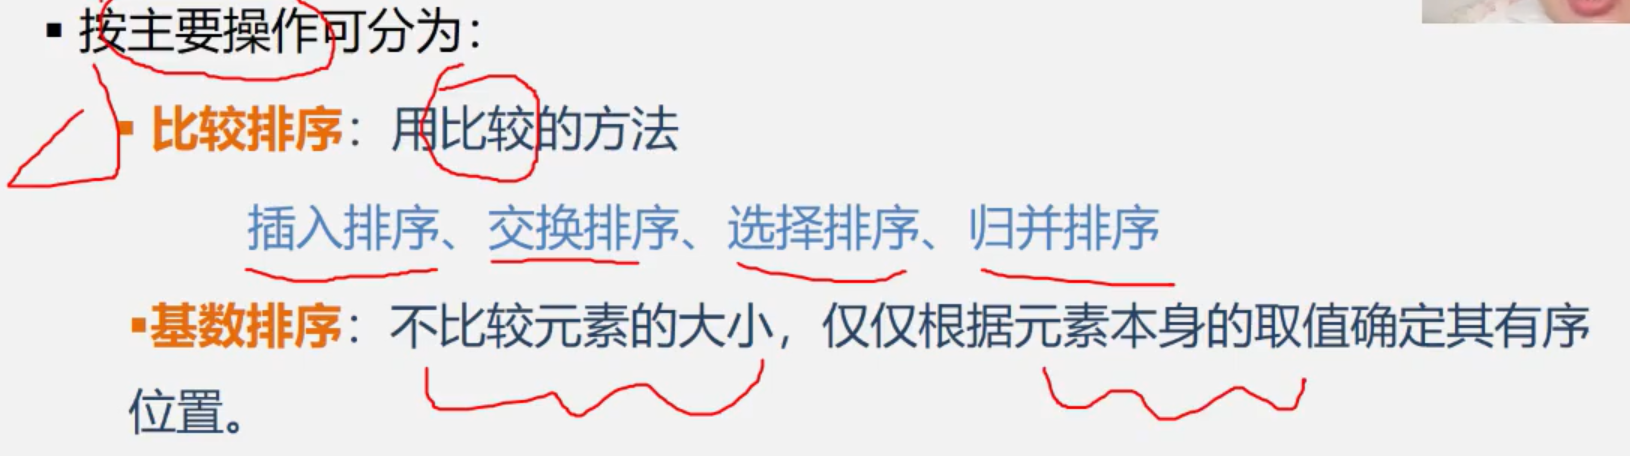 ▪ 按主要操作可分为：
▪ 比较排序：用比较的方法
插入排序、交换排序、选择排序、归并排序
▪基数排序：不比较元素的大小，仅仅根据元素本身的取值确定其有序
位置。